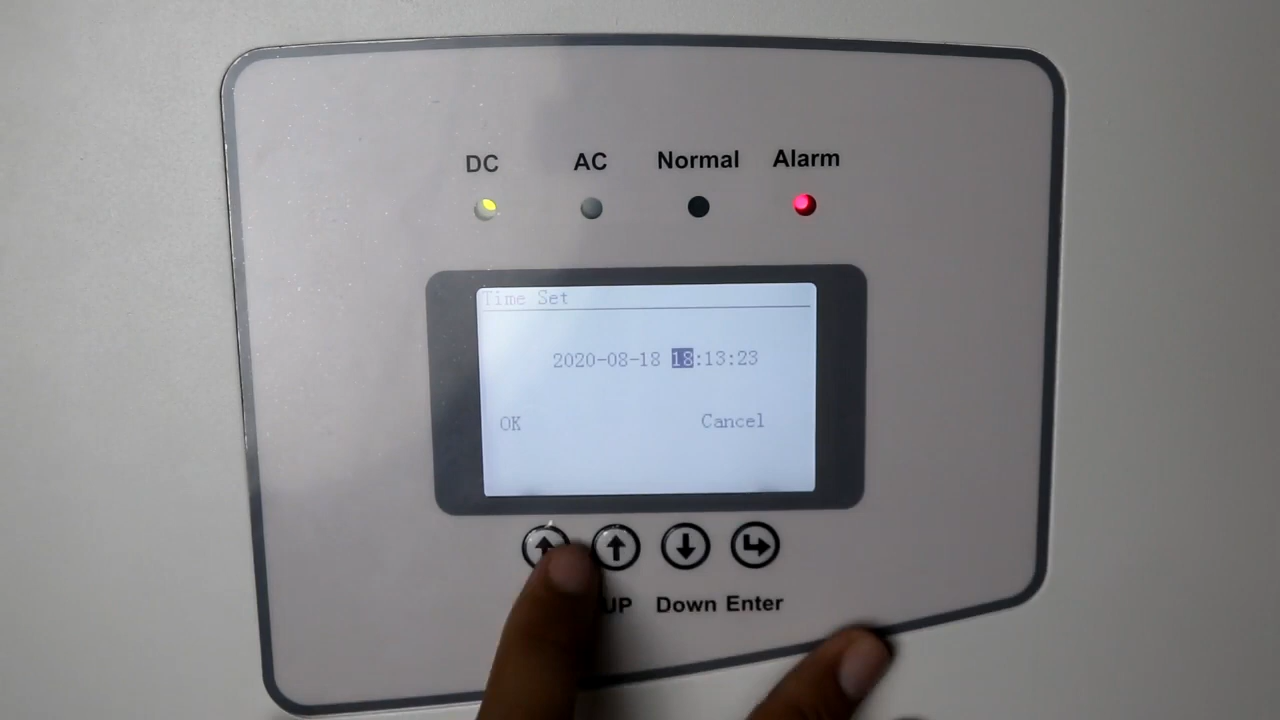 DC AC Normal Alarm
Time Set
2020-08-18 18:13:23
OK Cancel
UP Down Enter